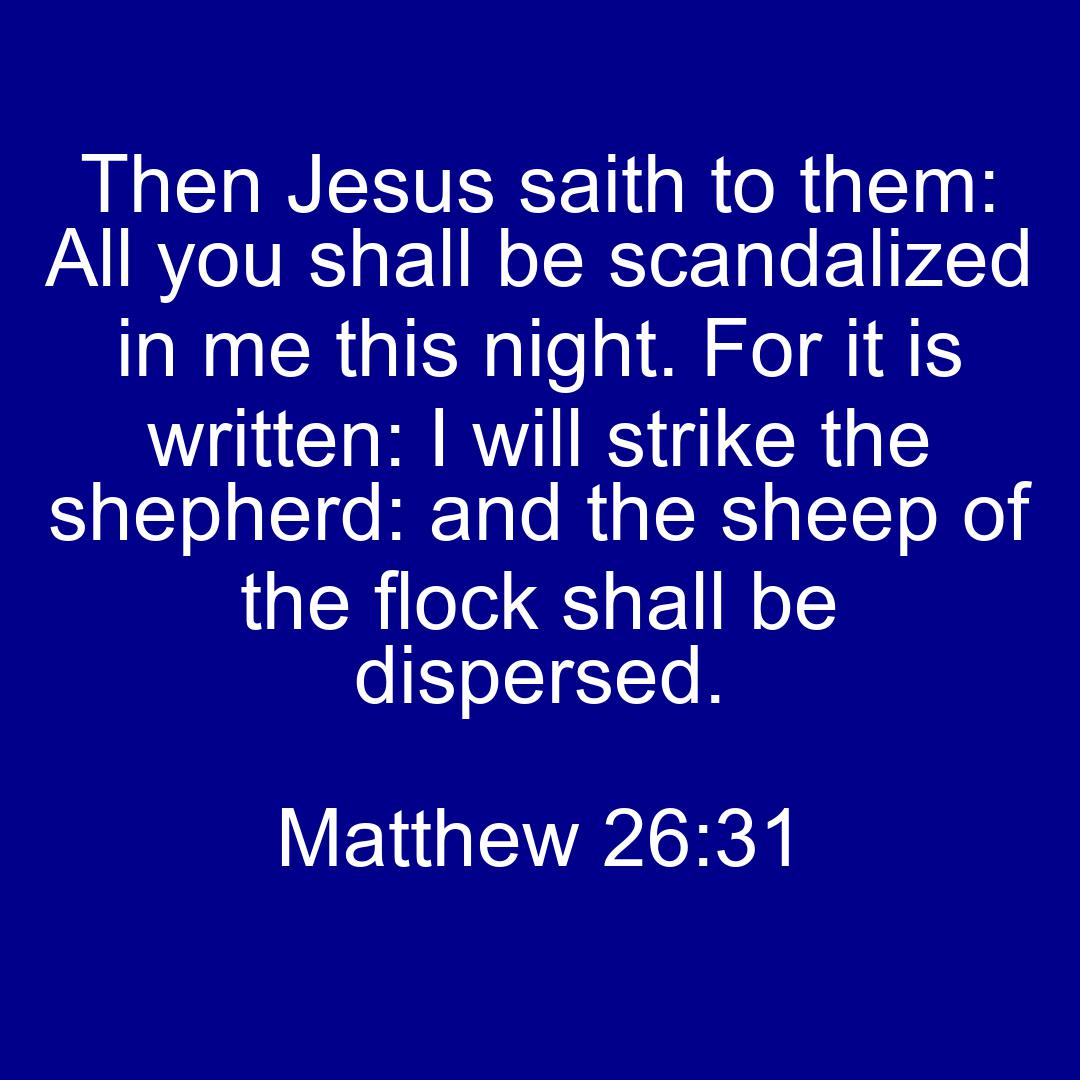 Then Jesus saith to them:
All you shall be scandalized
in me this night. For it is
written: I will strike the
shepherd: and the sheep of
the flock shall be
dispersed.
Matthew 26:31